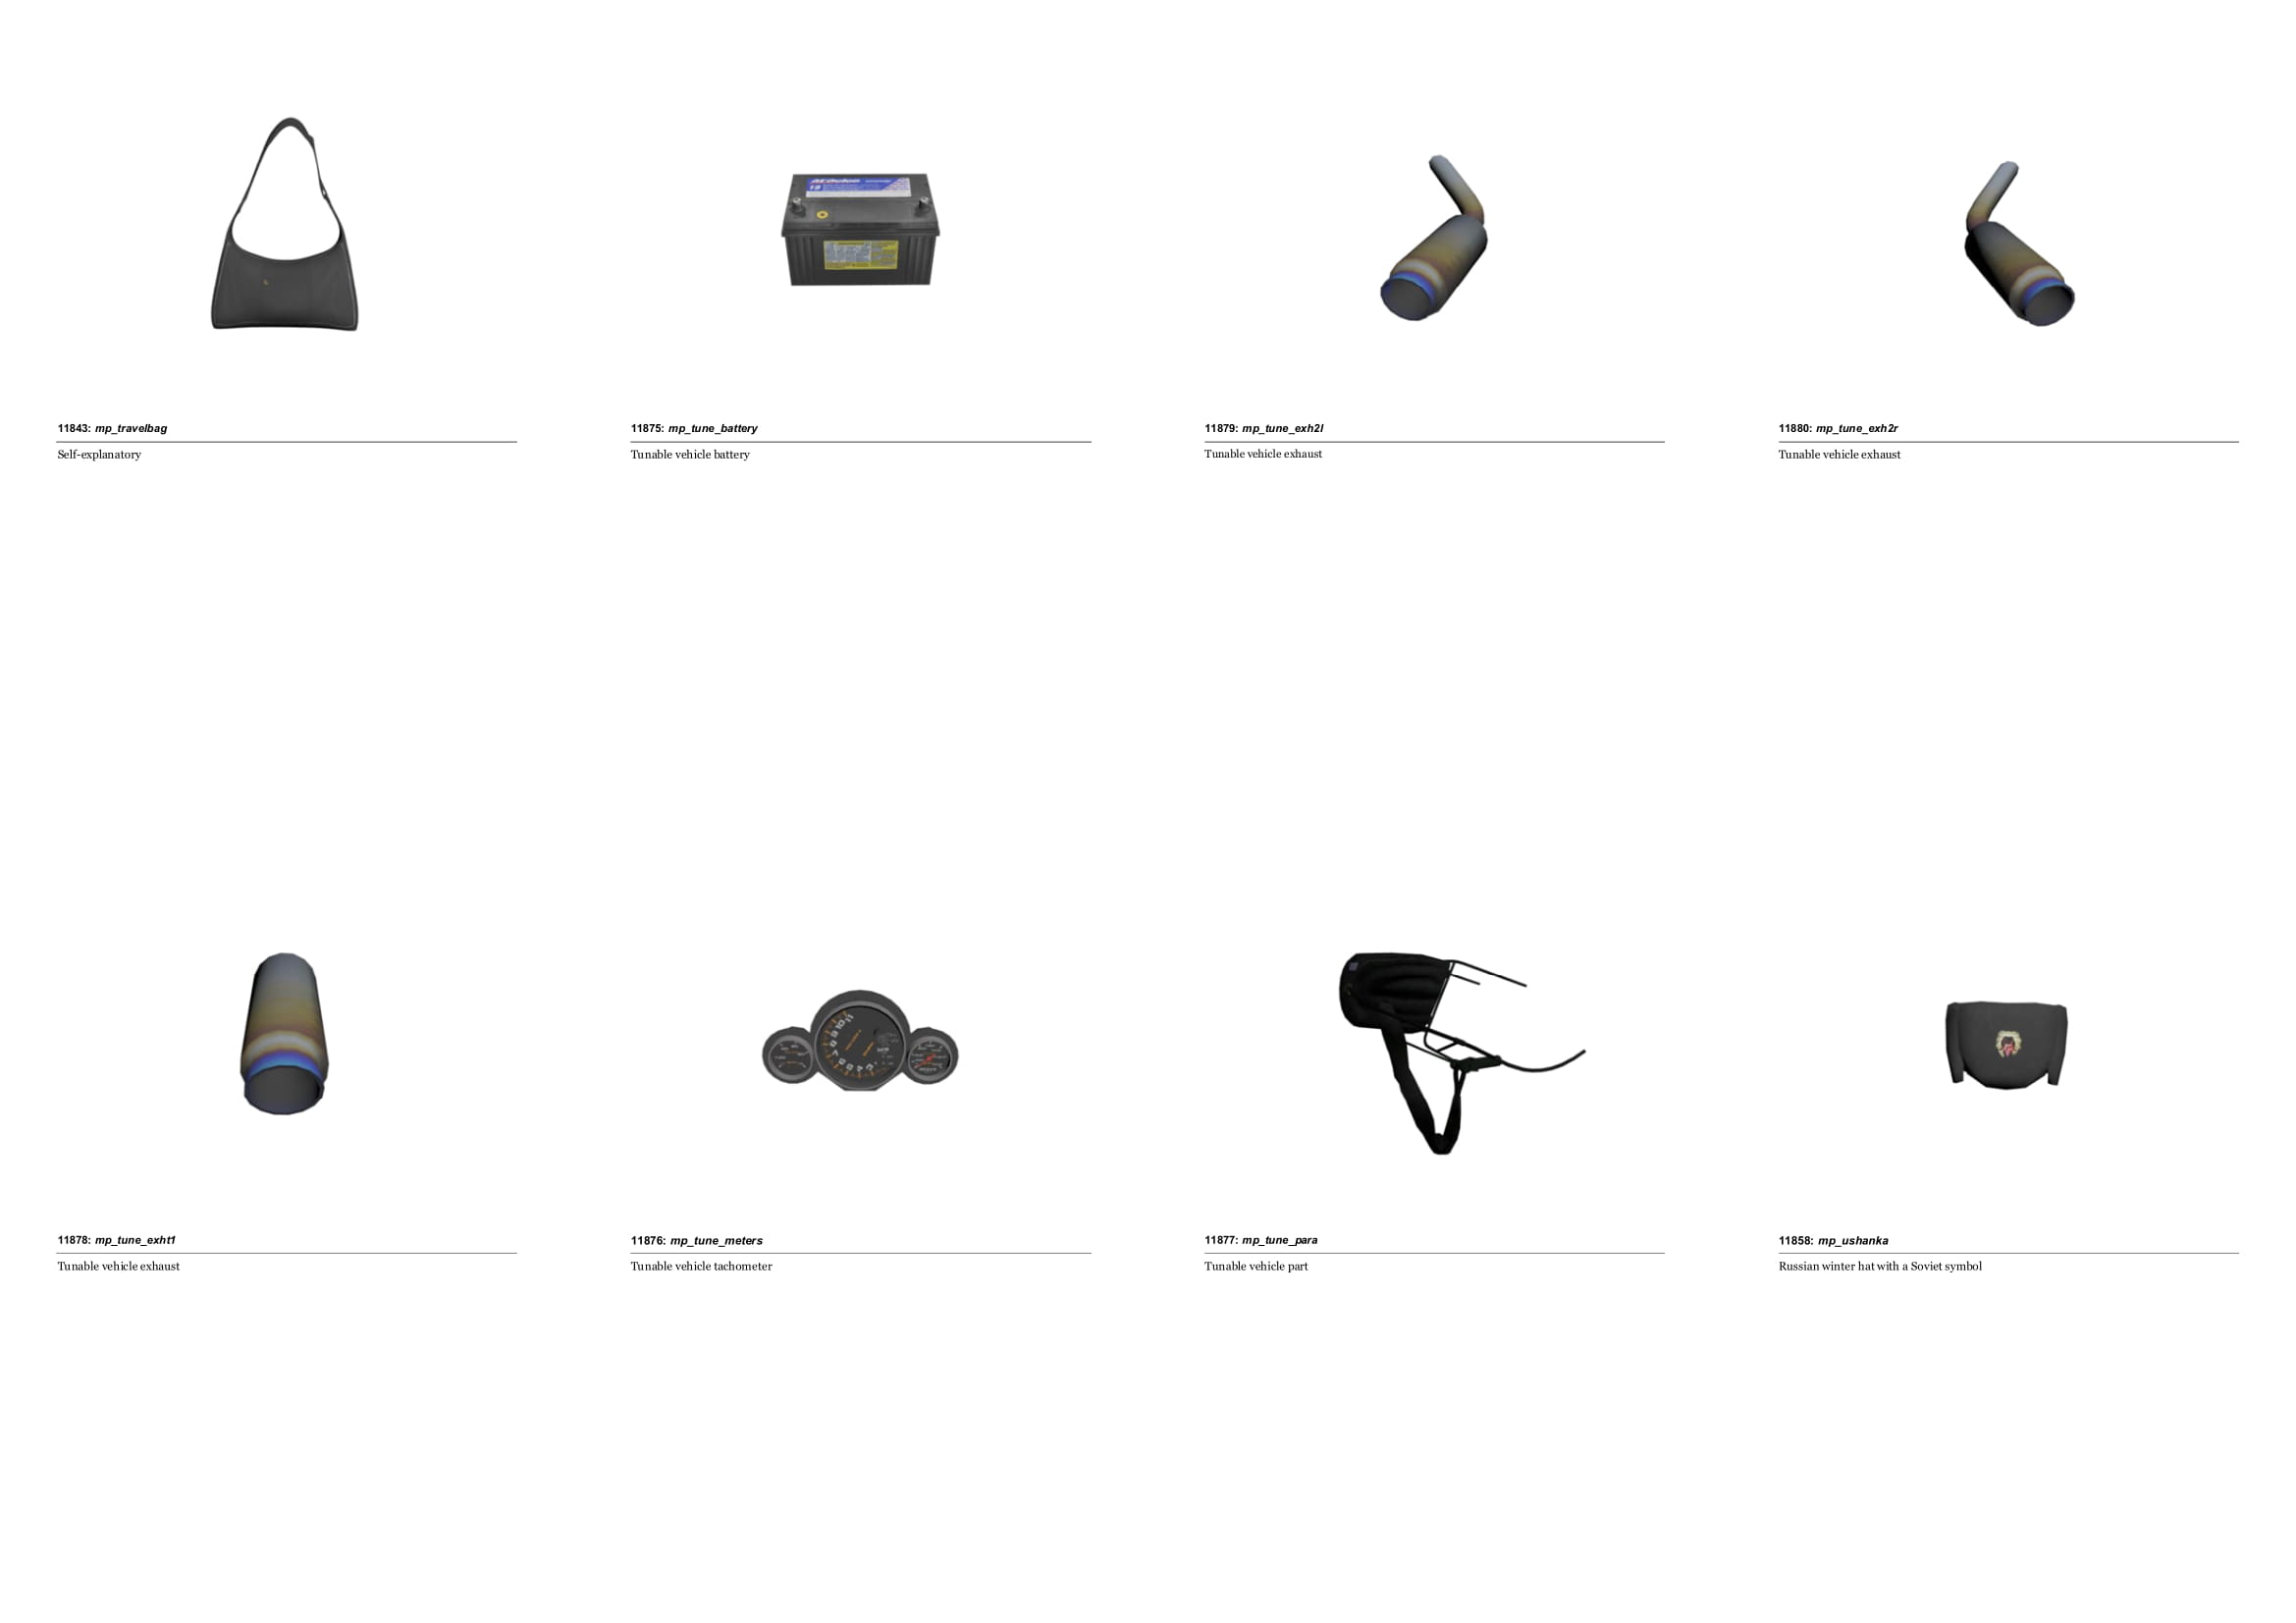 ACDelco
11843: mp_travelbag
Self-explanatory
11875: mp_tune_battery
Tunable vehicle battery
11879: mp_tune_exh2l
Tunable vehicle exhaust
11880: mp_tune_exh2r
Tunable vehicle exhaust
11878: mp_tune_exht1
Tunable vehicle exhaust
11876: mp_tune_meters
Tunable vehicle tachometer
11877: mp_tune_para
Tunable vehicle part
11858: mp_ushanka
Russian winter hat with a Soviet symbol